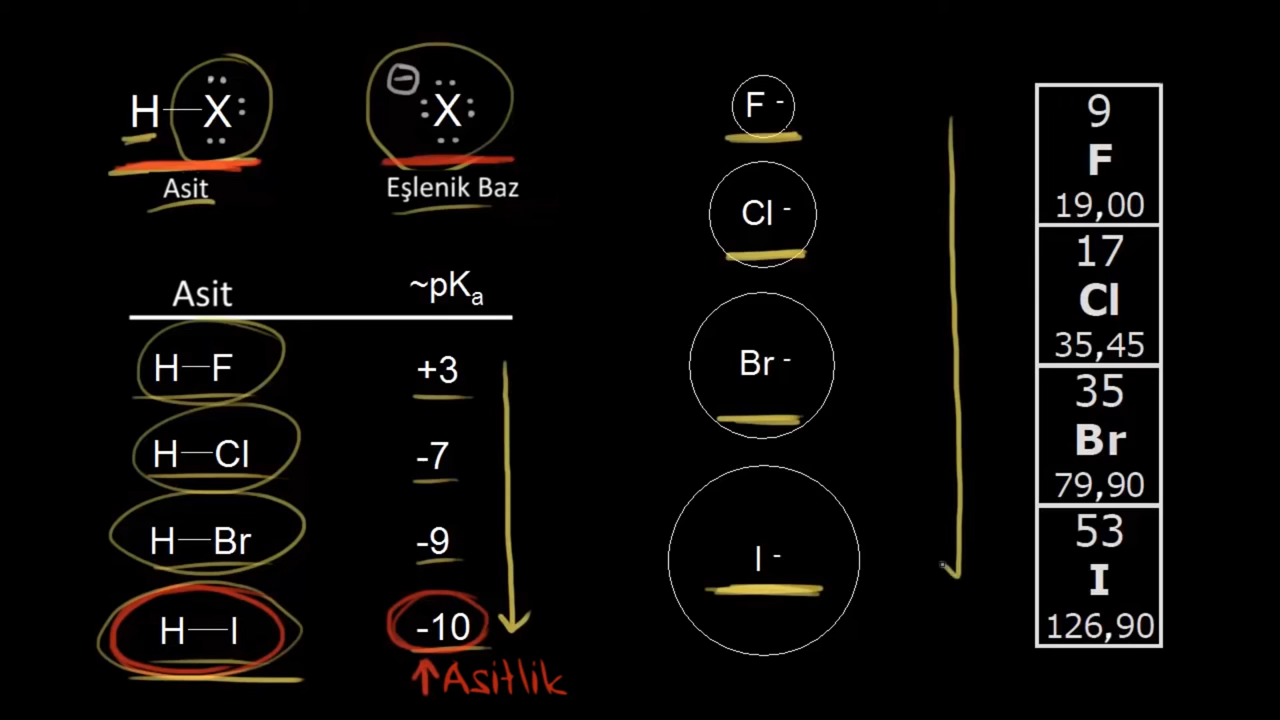 H—X
Asit
X
Eşlenik Baz
Asit ~pKa
H—F +3
H—Cl -7
H—Br -9
H—I -10
↑Asitlik
F -
Cl -
Br -
I -
9
F
19,00
17
Cl
35,45
35
Br
79,90
53
I
126,90